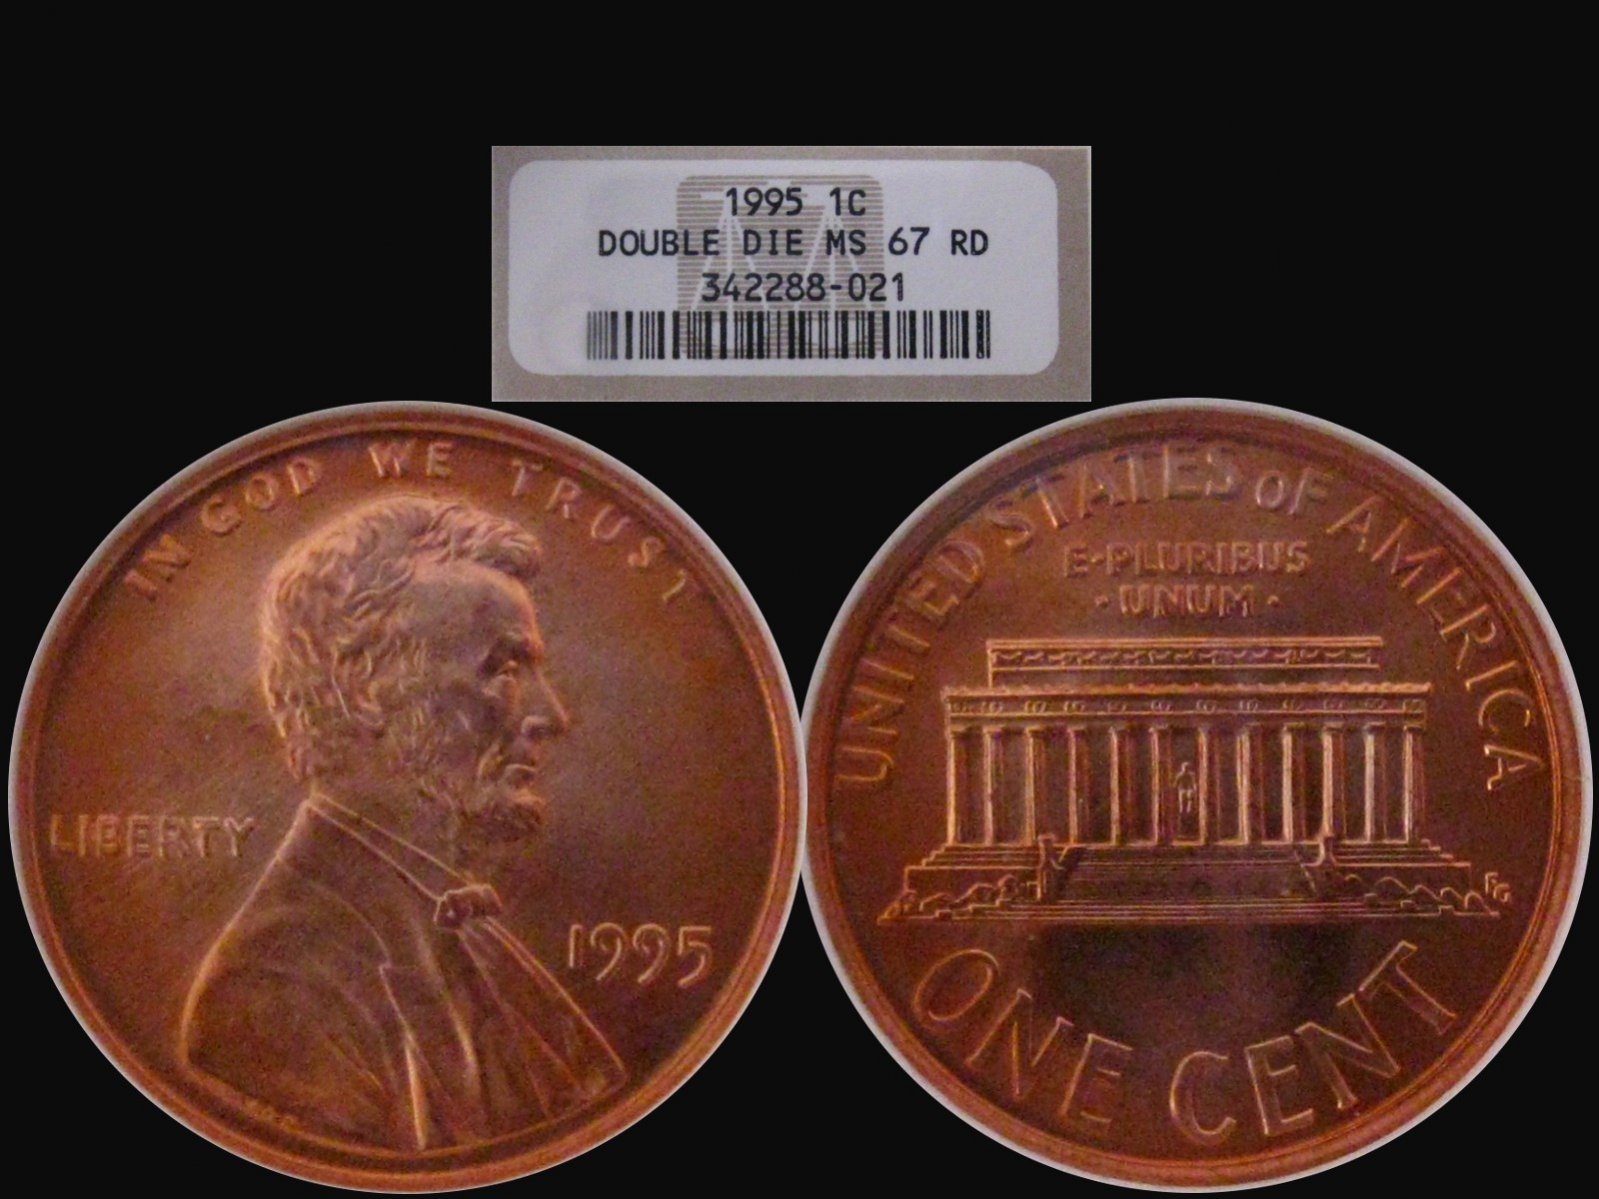 1995 1C
DOUBLE DIE MS 67 RD
342288-021
IN GOD WE TRUST
LIBERTY
1995
UNITED STATES OF AMERICA
E·PLURIBUS
·UNUM·
FG
ONE CENT